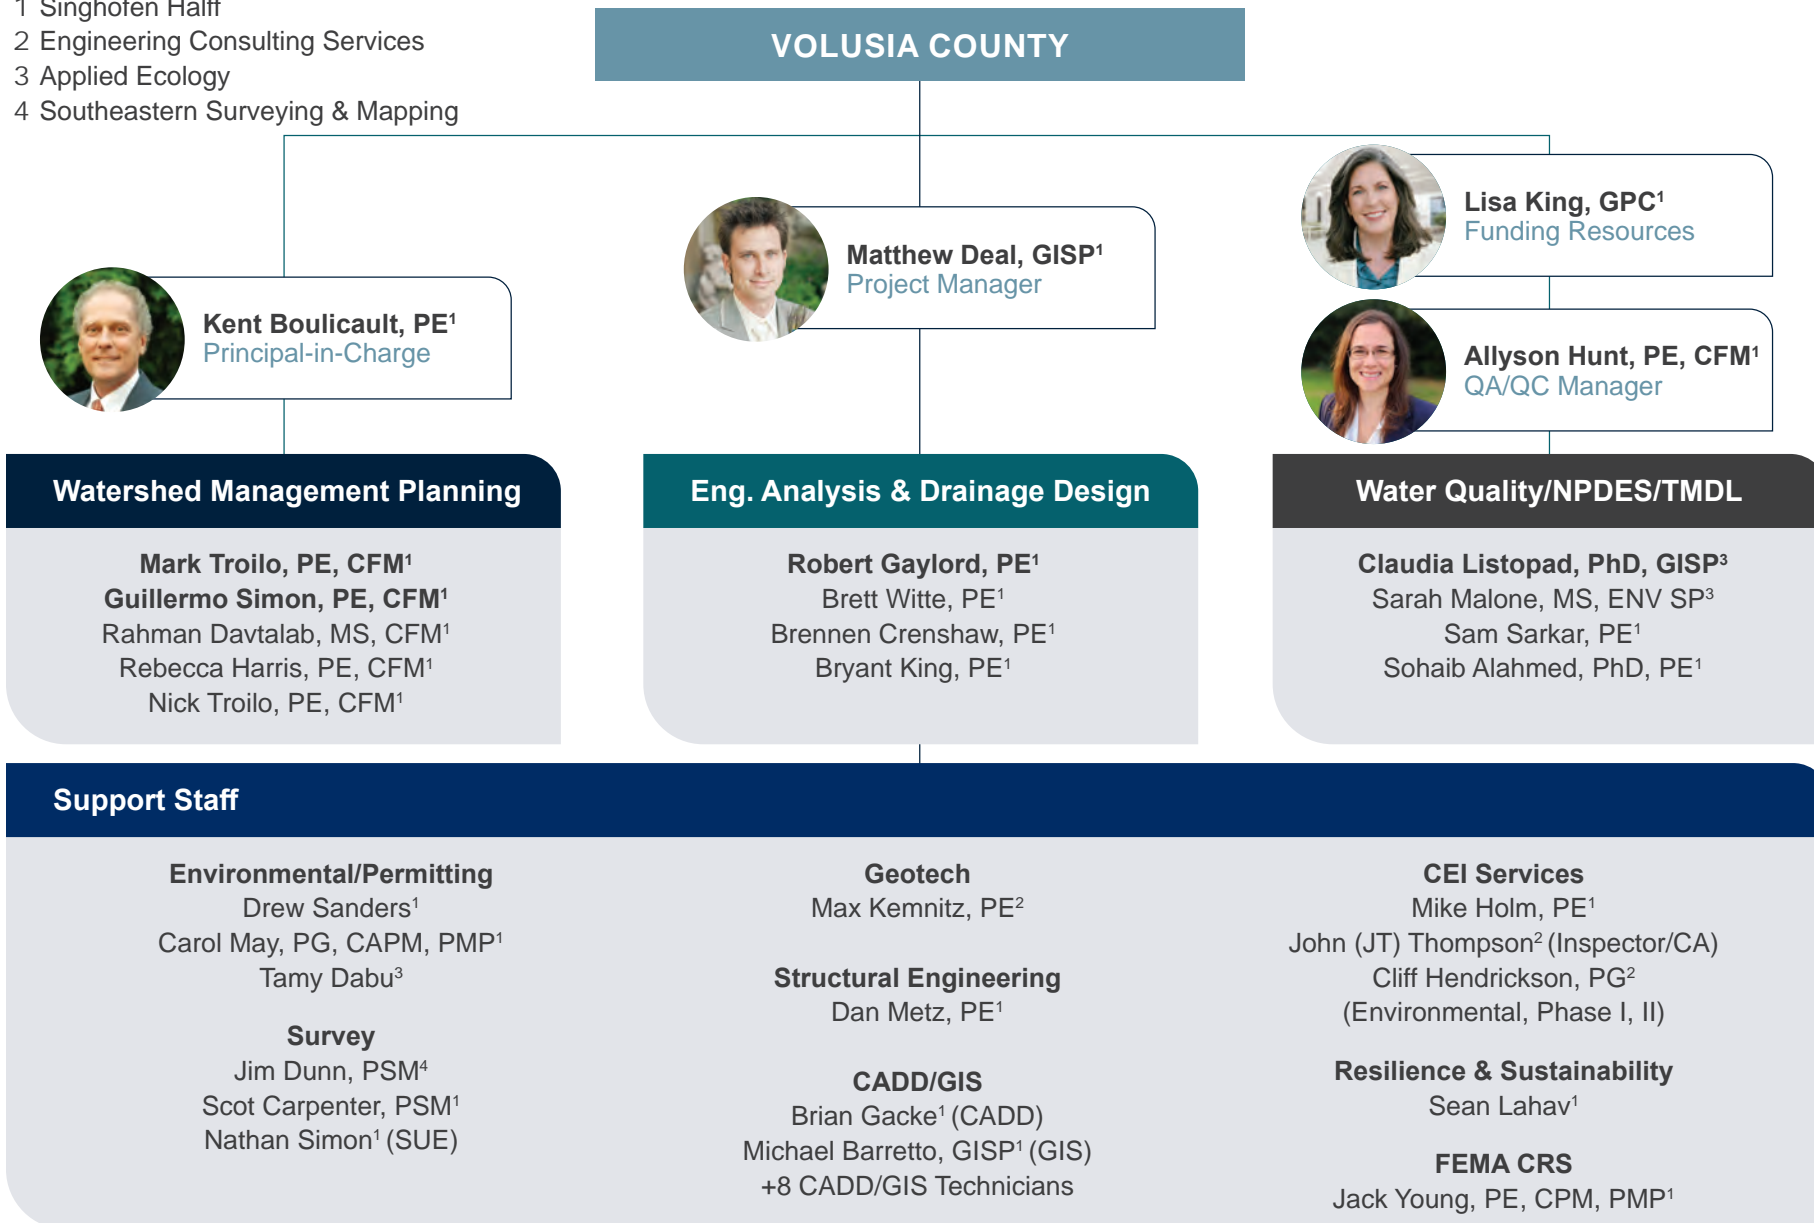 1 Singhofen Halff
2 Engineering Consulting Services
3 Applied Ecology
4 Southeastern Surveying & Mapping
VOLUSIA COUNTY
Kent Boulicault, PE¹
Principal-in-Charge
Matthew Deal, GISP¹
Project Manager
Lisa King, GPC¹
Funding Resources
Allyson Hunt, PE, CFM¹
QA/QC Manager
Watershed Management Planning
Mark Troilo, PE, CFM¹
Guillermo Simon, PE, CFM¹
Rahman Davtalab, MS, CFM¹
Rebecca Harris, PE, CFM¹
Nick Troilo, PE, CFM¹
Eng. Analysis & Drainage Design
Robert Gaylord, PE¹
Brett Witte, PE¹
Brennen Crenshaw, PE¹
Bryant King, PE¹
Water Quality/NPDES/TMDL
Claudia Listopad, PhD, GISP³
Sarah Malone, MS, ENV SP³
Sam Sarkar, PE¹
Sohaib Alahmed, PhD, PE¹
Support Staff
Environmental/Permitting
Drew Sanders¹
Carol May, PG, CAPM, PMP¹
Tamy Dabu³
Survey
Jim Dunn, PSM⁴
Scot Carpenter, PSM¹
Nathan Simon¹ (SUE)
Geotech
Max Kemnitz, PE²
Structural Engineering
Dan Metz, PE¹
CADD/GIS
Brian Gacke¹ (CADD)
Michael Barretto, GISP¹ (GIS)
+8 CADD/GIS Technicians
CEI Services
Mike Holm, PE¹
John (JT) Thompson² (Inspector/CA)
Cliff Hendrickson, PG²
(Environmental, Phase I, II)
Resilience & Sustainability
Sean Lahav¹
FEMA CRS
Jack Young, PE, CPM, PMP¹